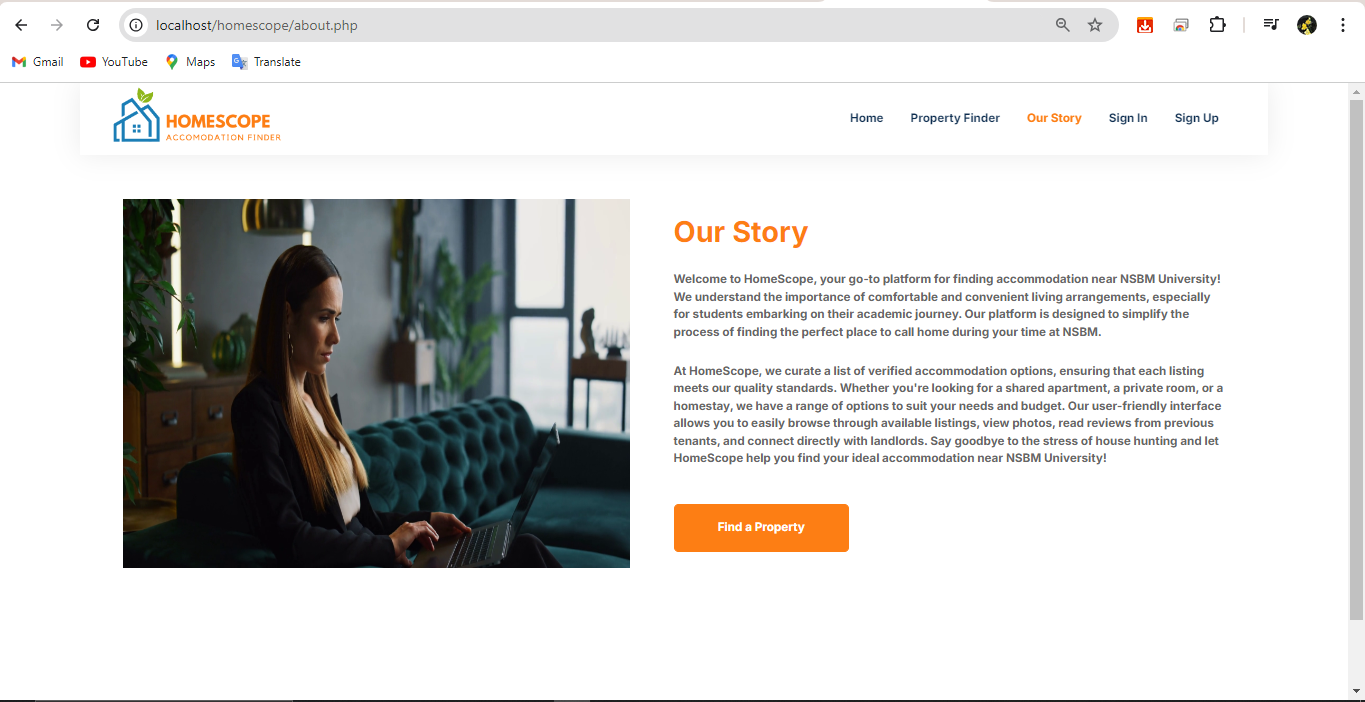 localhost/homescope/about.php
Gmail YouTube Maps Translate
HOMESCOPE
ACCOMODATION FINDER
Home Property Finder Our Story Sign In Sign Up
Our Story
Welcome to HomeScope, your go-to platform for finding accommodation near NSBM University!
We understand the importance of comfortable and convenient living arrangements, especially
for students embarking on their academic journey. Our platform is designed to simplify the
process of finding the perfect place to call home during your time at NSBM.
At HomeScope, we curate a list of verified accommodation options, ensuring that each listing
meets our quality standards. Whether you're looking for a shared apartment, a private room, or a
homestay, we have a range of options to suit your needs and budget. Our user-friendly interface
allows you to easily browse through available listings, view photos, read reviews from previous
tenants, and connect directly with landlords. Say goodbye to the stress of house hunting and let
HomeScope help you find your ideal accommodation near NSBM University!
Find a Property